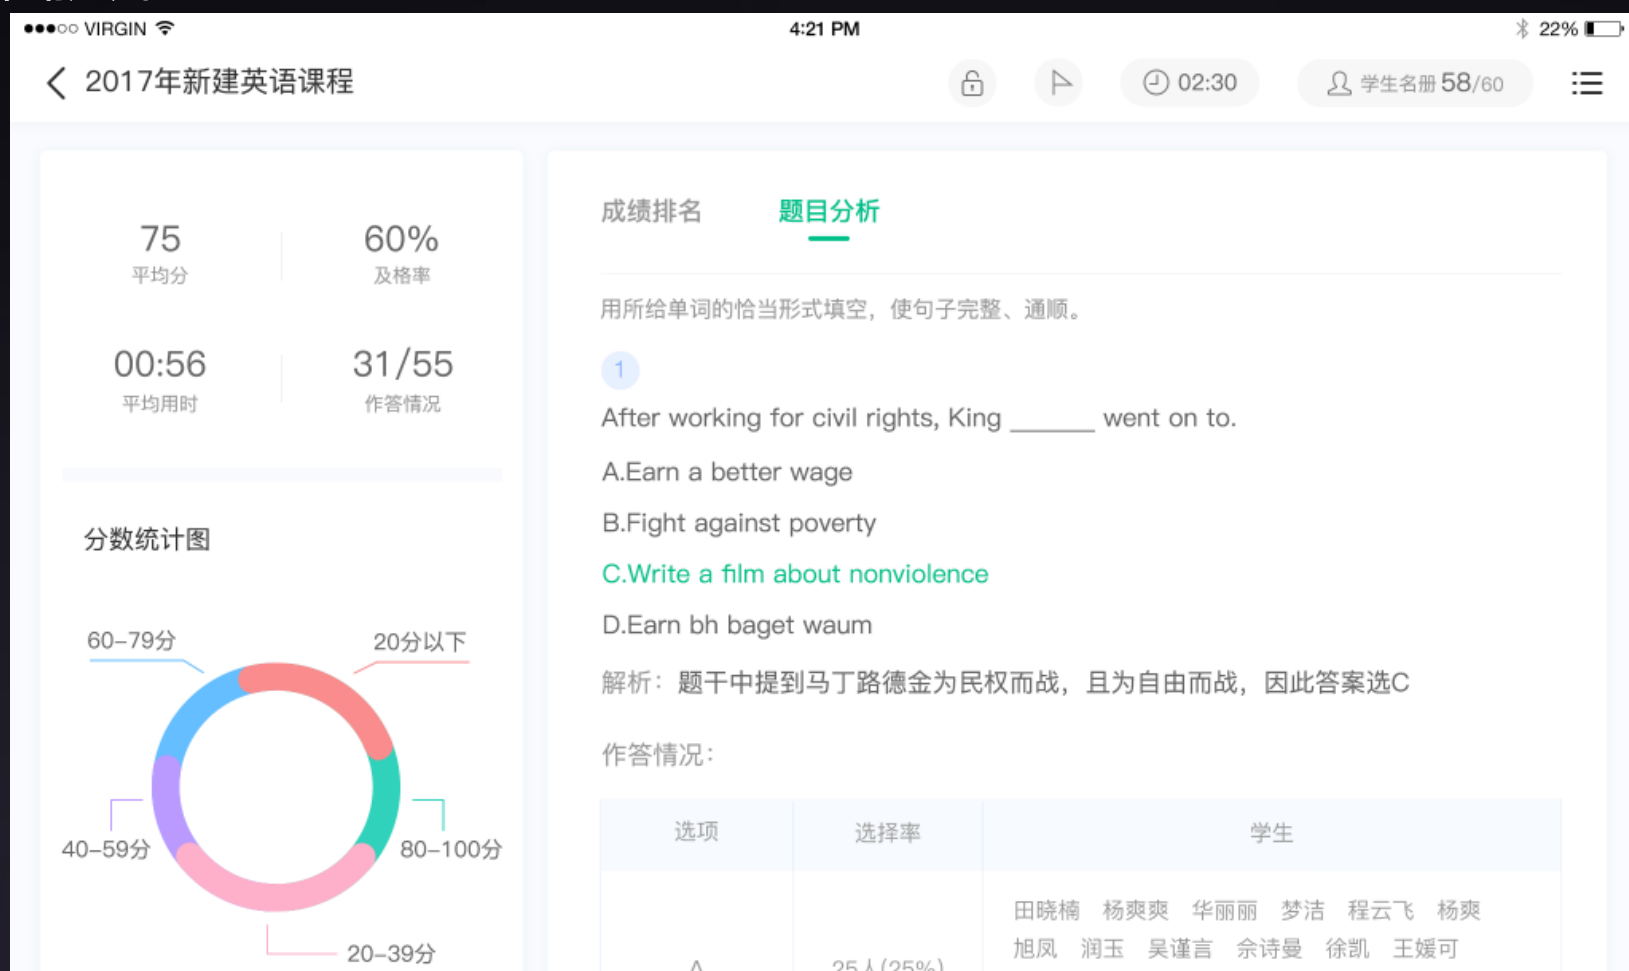 VIRGIN
4:21 PM
22%
2017年新建英语课程
02:30
学生名册 58/60
75
平均分
60%
及格率
00:56
平均用时
31/55
作答情况
分数统计图
60-79分
20分以下
40-59分
80-100分
20-39分
成绩排名
题目分析
用所给单词的恰当形式填空，使句子完整、通顺。
1
After working for civil rights, King ______ went on to.
A.Earn a better wage
B.Fight against poverty
C.Write a film about nonviolence
D.Earn bh baget waum
解析：题干中提到马丁路德金为民权而战，且为自由而战，因此答案选C
作答情况：
选项 选择率 学生
田晓楠 杨爽爽 华丽丽 梦洁 程云飞 杨爽
旭凤 润玉 吴谨言 佘诗曼 徐凯 王媛可
A 25人(25%)